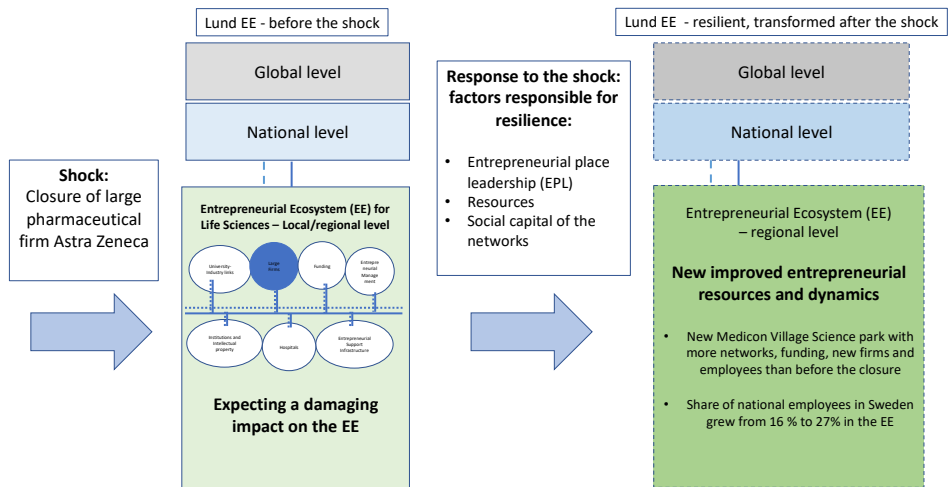 Lund EE - before the shock
Global level
National level
Shock:
Closure of large
pharmaceutical
firm Astra Zeneca
Entrepreneurial Ecosystem (EE) for
Life Sciences – Local/regional level
University-
Industry links
Large
firms
Funding
Entrepre
neurial
Manage
ment
Institutions and
Intellectual
property
Hospitals
Entrepreneurial
Support
Infrastructure
Expecting a damaging
impact on the EE
Response to the shock:
factors responsible for
resilience:
• Entrepreneurial place
leadership (EPL)
• Resources
• Social capital of the
networks
Lund EE - resilient, transformed after the shock
Global level
National level
Entrepreneurial Ecosystem (EE)
– regional level
New improved entrepreneurial
resources and dynamics
• New Medicon Village Science park with
more networks, funding, new firms and
employees than before the closure
• Share of national employees in Sweden
grew from 16 % to 27% in the EE